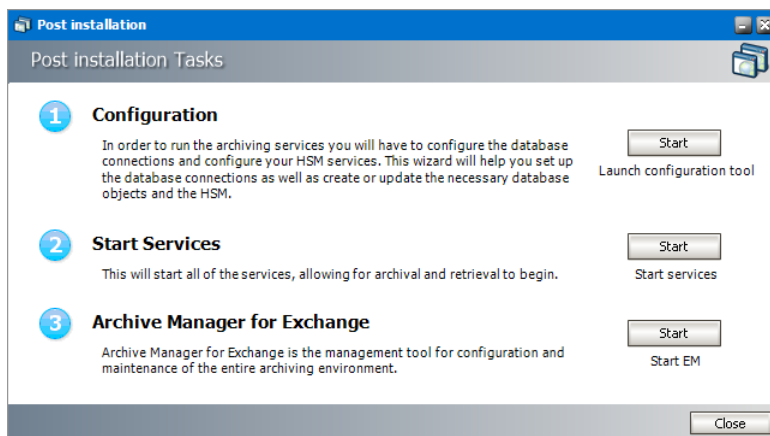 Post installation
Post installation Tasks
1
Configuration
In order to run the archiving services you will have to configure the database
connections and configure your HSM services. This wizard will help you set up
the database connections as well as create or update the necessary database
objects and the HSM.
Start
Launch configuration tool
2
Start Services
This will start all of the services, allowing for archival and retrieval to begin.
Start
Start services
3
Archive Manager for Exchange
Archive Manager for Exchange is the management tool for configuration and
maintenance of the entire archiving environment.
Start
Start EM
Close